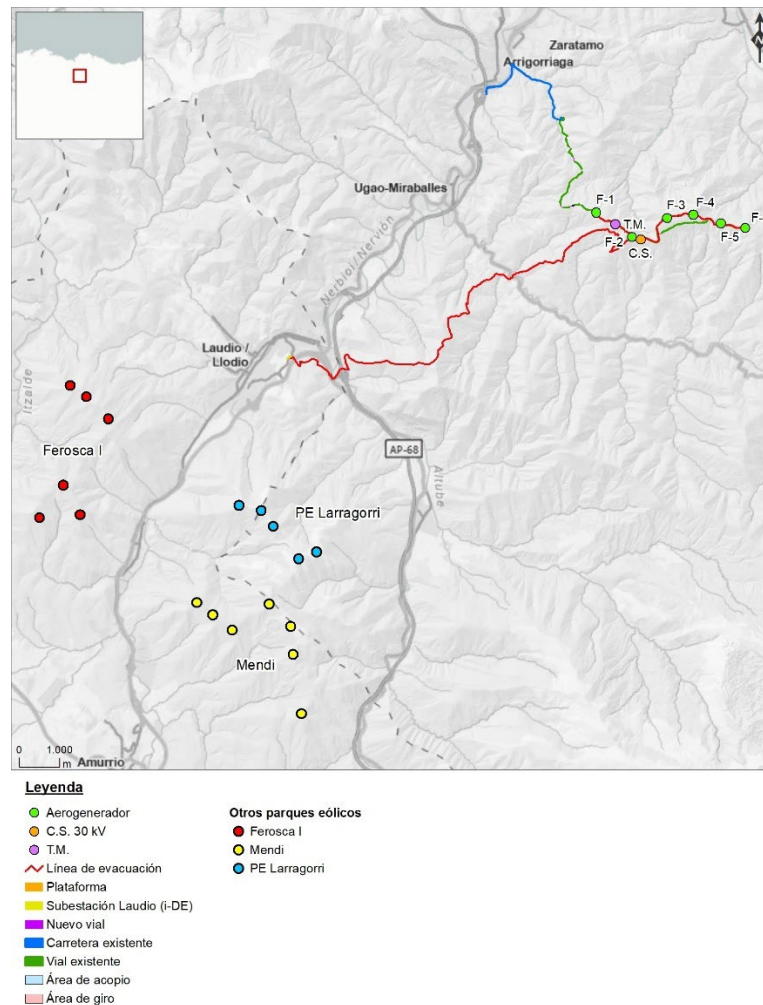 Zaratamo
Arrigorriaga
Ugao-Miraballes
F-1
T.M.
F-3
F-4
F-2
C.S.
F-5
F-
Nerbioi / Nervión
Laudio /
Llodio
Itzalde
Ferosca I
AP-68
Altube
PE Larragorri
Mendi
0 1.000
m
Amurrio
Leyenda
Aerogenerador
C.S. 30 kV
T.M.
Línea de evacuación
Plataforma
Subestación Laudio (i-DE)
Nuevo vial
Carretera existente
Vial existente
Área de acopio
Área de giro
Otros parques eólicos
Ferosca I
Mendi
PE Larragorri